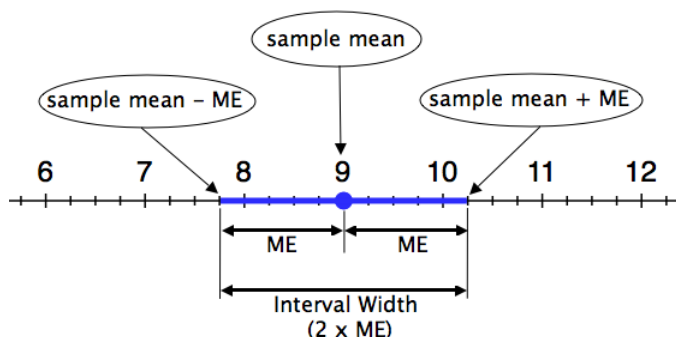 sample mean
sample mean – ME
sample mean + ME
6 7 8 9 10 11 12
ME ME
Interval Width
(2 x ME)